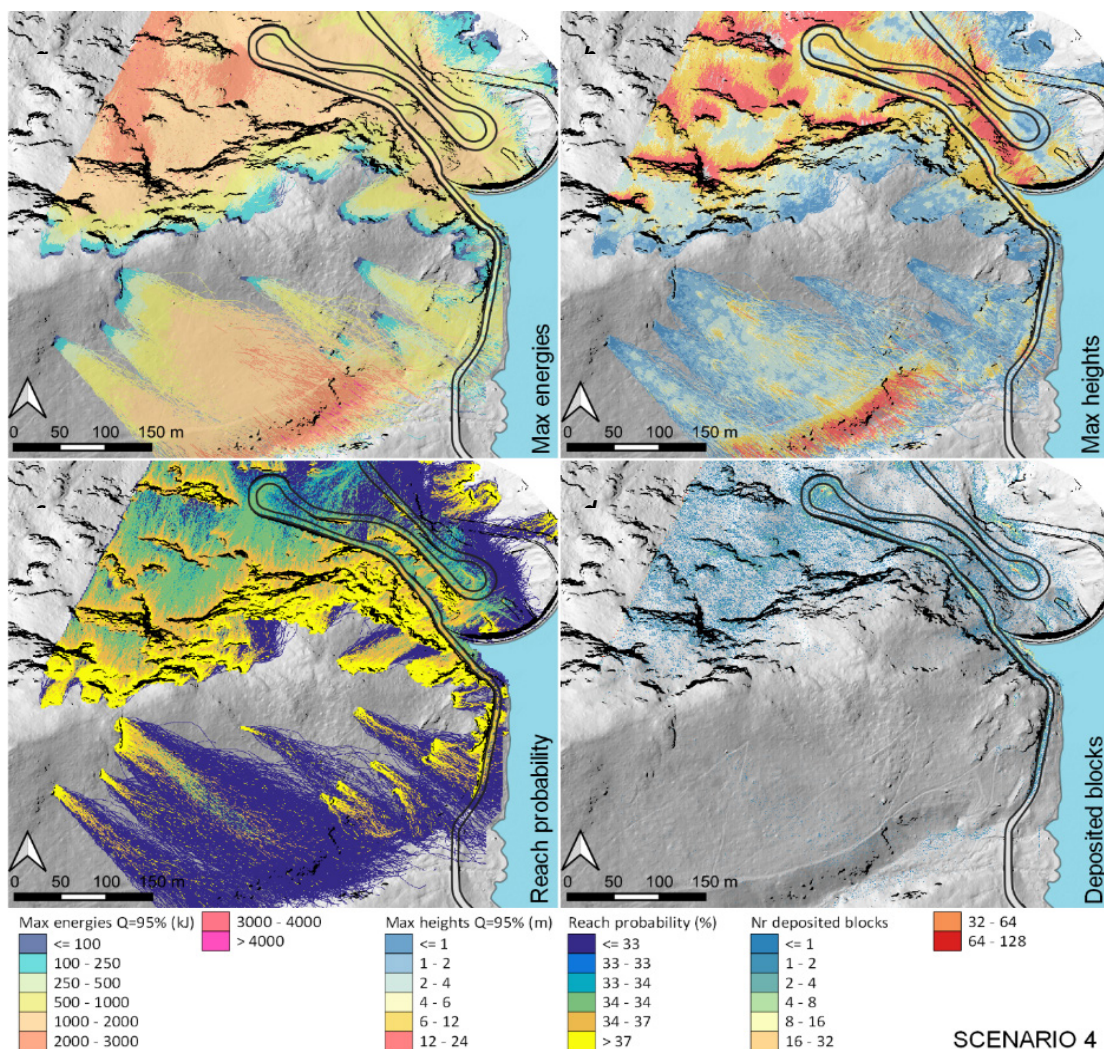 Max energies
0 50 100 150 m
Max heights
0 50 100 150 m
Reach probability
0 50 100 150 m
Deposited blocks
0 50 100 150 m
Max energies Q=95% (kJ)
<= 100
100 - 250
250 - 500
500 - 1000
1000 - 2000
2000 - 3000
3000 - 4000
> 4000
Max heights Q=95% (m)
<= 1
1 - 2
2 - 4
4 - 6
6 - 12
12 - 24
Reach probability (%)
<= 33
33 - 33
33 - 34
34 - 34
34 - 37
> 37
Nr deposited blocks
<= 1
1 - 2
2 - 4
4 - 8
8 - 16
16 - 32
32 - 64
64 - 128
SCENARIO 4